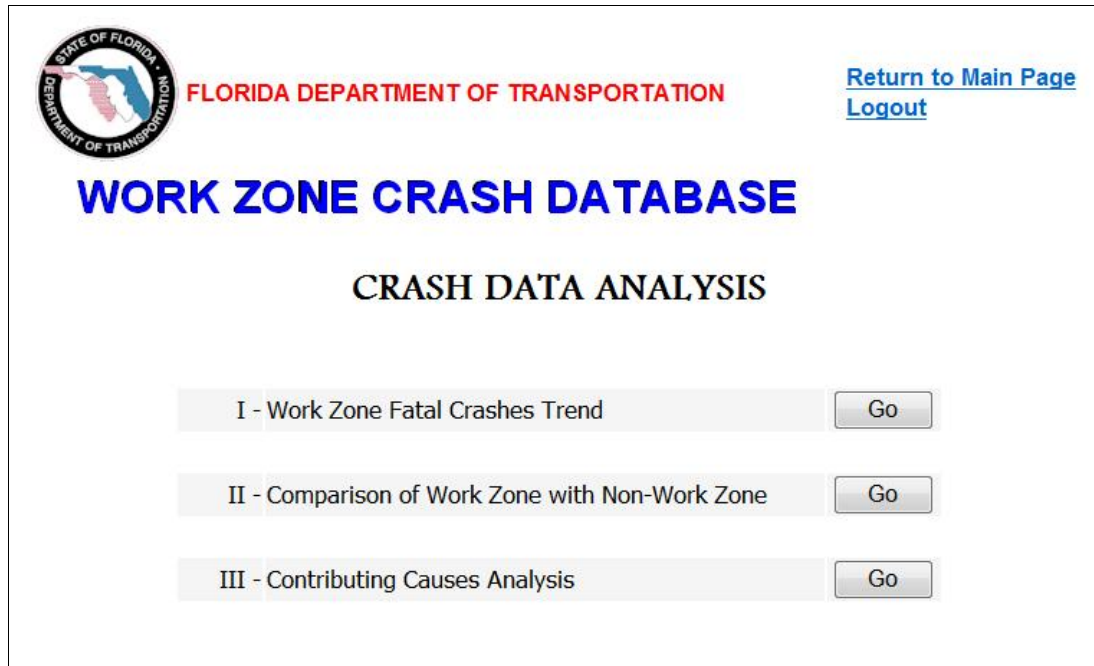 STATE OF FLORIDA
DEPARTMENT OF TRANSPORTATION
FLORIDA DEPARTMENT OF TRANSPORTATION
Return to Main Page
Logout
WORK ZONE CRASH DATABASE
CRASH DATA ANALYSIS
I - Work Zone Fatal Crashes Trend Go
II - Comparison of Work Zone with Non-Work Zone Go
III - Contributing Causes Analysis Go